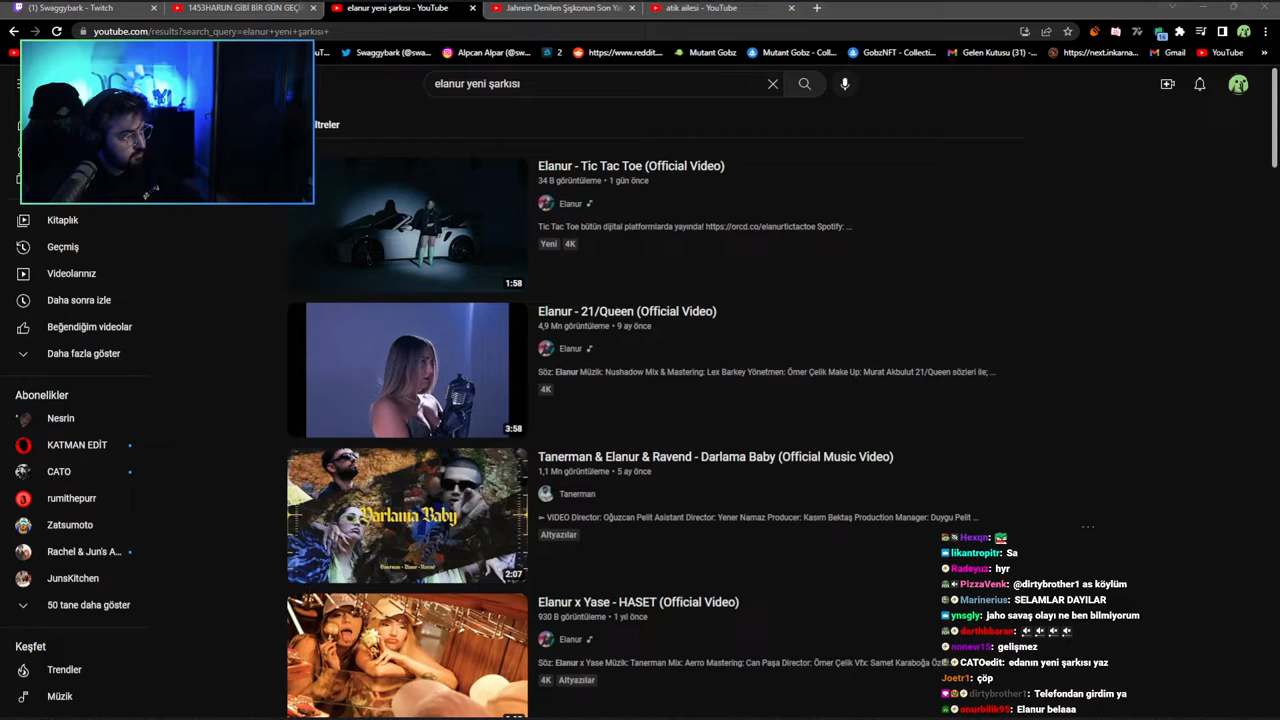 (1) Swaggybark - Twitch
1453HARUN GİBİ BİR GÜN GEÇİR
elanur yeni şarkısı - YouTube
Jahrein Denilen Şişkonun Son Ya
atik ailesi - YouTube
youtube.com/results?search_query=elanur+yeni+şarkısı+
Swaggybark (@swa...
Alpcan Alpar (@sw...
2
https://www.reddit...
Mutant Gobz
Mutant Gobz - Coll...
GobzNFT - Collecti...
Gelen Kutusu (31) -...
https://next.inkarna...
Gmail
YouTube
elanur yeni şarkısı
ltreler
Kitaplık
Geçmiş
Videolarınız
Daha sonra izle
Beğendiğim videolar
Daha fazla göster
Abonelikler
Nesrin
KATMAN EDİT
CATO
rumithepurr
Zatsumoto
Rachel & Jun's A...
JunsKitchen
50 tane daha göster
Keşfet
Trendler
Müzik
Elanur - Tic Tac Toe (Official Video)
34 B görüntüleme • 1 gün önce
Elanur
Tic Tac Toe bütün dijital platformlarda yayında! https://orcd.co/elanurtictactoe Spotify: ...
Yeni 4K
1:58
Elanur - 21/Queen (Official Video)
4,9 Mn görüntüleme • 9 ay önce
Elanur
Söz: Elanur Müzik: Nushadow Mix & Mastering: Lex Barkey Yönetmen: Ömer Çelik Make Up: Murat Akbulut 21/Queen sözleri ile; ...
4K
3:58
Tanerman & Elanur & Ravend - Darlama Baby (Official Music Video)
1,1 Mn görüntüleme • 5 ay önce
Tanerman
➳ VIDEO Director: Oğuzcan Pelit Asistant Director: Yener Namaz Producer: Kasım Bektaş Production Manager: Duygu Pelit ...
Altyazılar
Darlama Baby
Tanerman - Elanur - Ravend
2:07
Elanur x Yase - HASET (Official Video)
930 B görüntüleme • 1 yıl önce
Elanur
Söz: Elanur x Yase Müzik: Tanerman Mix: Aerro Mastering: Can Paşa Director: Ömer Çelik Vfx: Samet Karaboğa
4K Altyazılar
Hexqn:
likantropitr: Sa
Radeyuz: hyr
PizzaVenk: @dirtybrother1 as köylüm
Marinerius: SELAMLAR DAYILAR
ynsgly: jaho savaş olayı ne ben bilmiyorum
darthbbaran:
nnnew1S: gelişmez
CATOedit: edanın yeni şarkısı yaz
Joetr1: çöp
dirtybrother1: Telefondan girdim ya
onurbilik95: Elanur belaaa